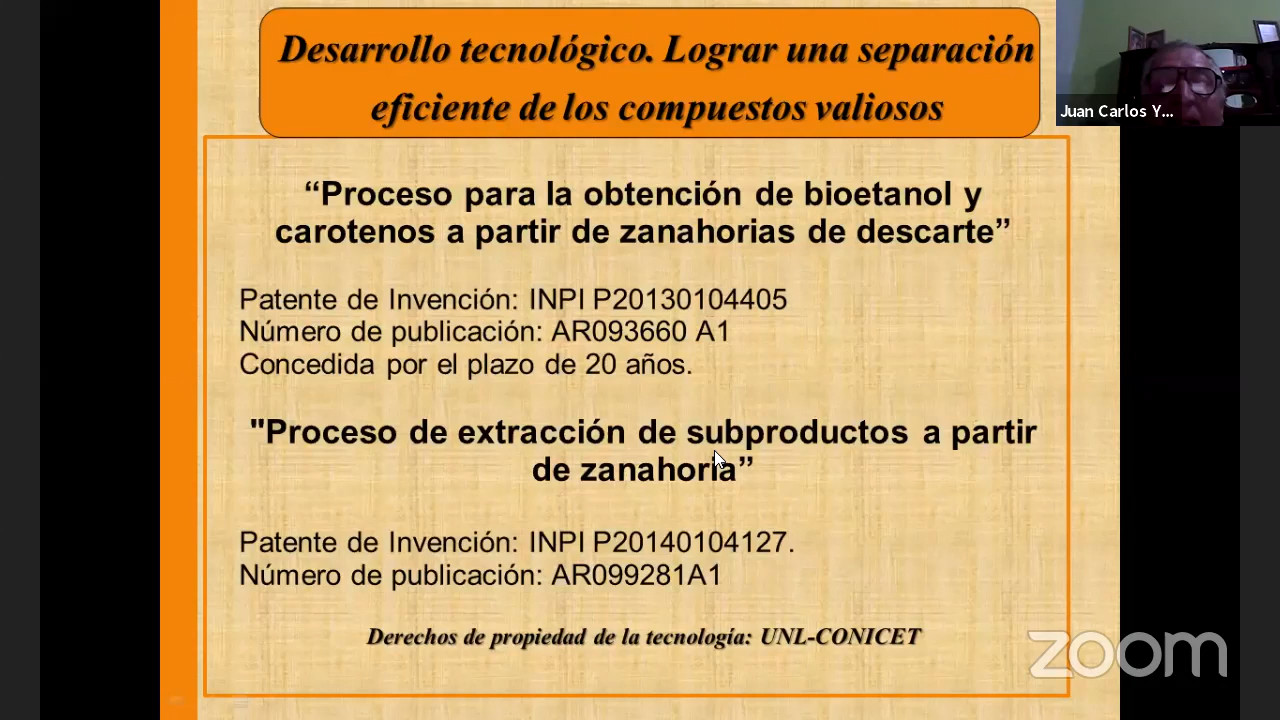 Desarrollo tecnológico. Lograr una separación
eficiente de los compuestos valiosos
Juan Carlos Y...
“Proceso para la obtención de bioetanol y
carotenos a partir de zanahorias de descarte”
Patente de Invención: INPI P20130104405
Número de publicación: AR093660 A1
Concedida por el plazo de 20 años.
"Proceso de extracción de subproductos a partir
de zanahoria”
Patente de Invención: INPI P20140104127.
Número de publicación: AR099281A1
Derechos de propiedad de la tecnología: UNL-CONICET
zoom